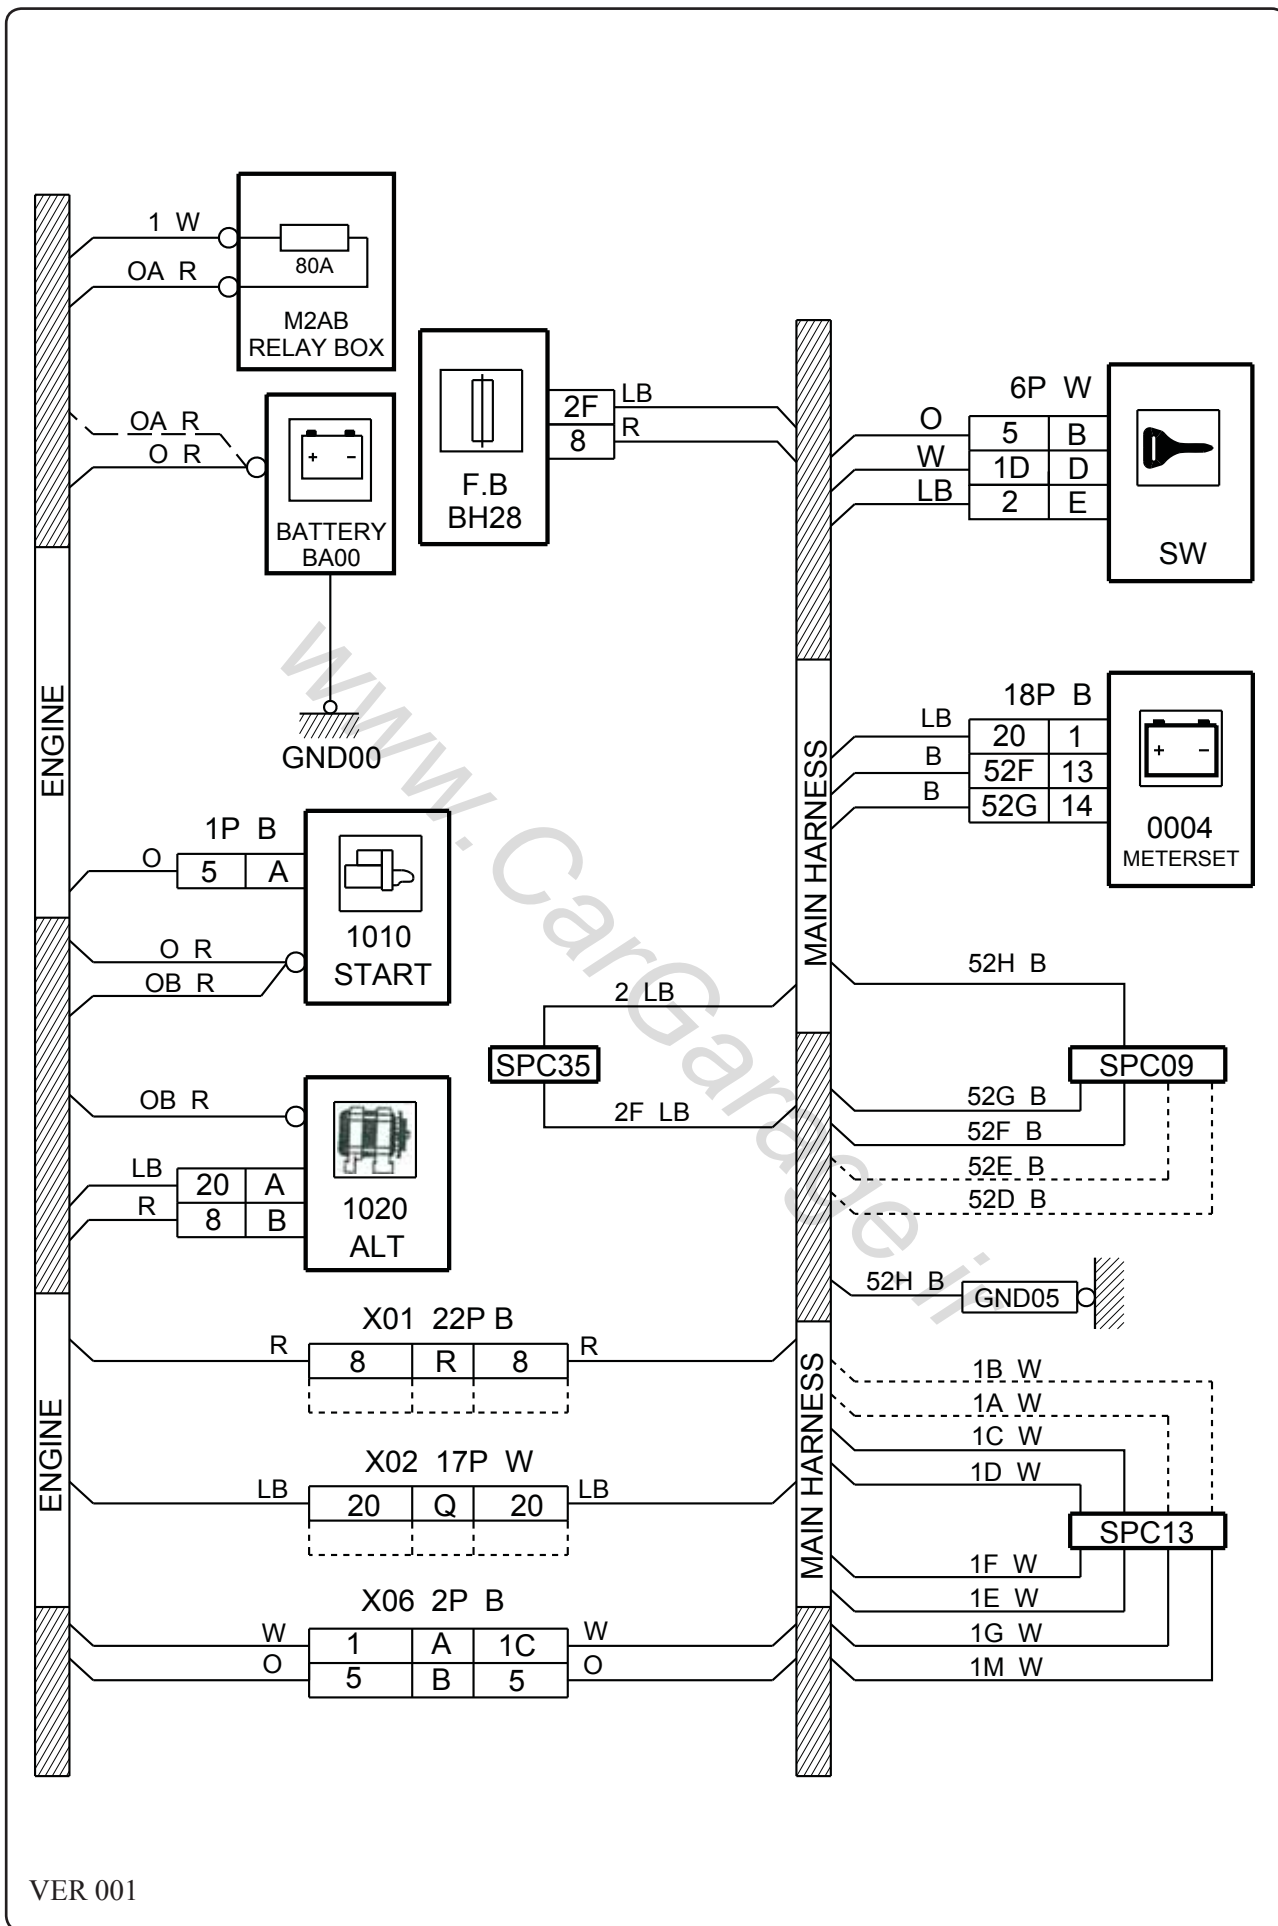 1 W
OA R
80A
M2AB
RELAY BOX
OA R
O R
+ -
BATTERY
BA00
GND00
2F LB
8 R
F.B
BH28
6P W
O 5 B
W 1D D
LB 2 E
SW
18P B
LB 20 1
B 52F 13
B 52G 14
+ -
0004
METERSET
ENGINE
MAIN HARNESS
1P B
O 5 A
1010
START
O R
OB R
52H B
2 LB
SPC35
2F LB
SPC09
52G B
52F B
52E B
52D B
OB R
LB 20 A
R 8 B
1020
ALT
52H B GND05
X01 22P B
R 8 R 8 R
ENGINE
MAIN HARNESS
1B W
1A W
1C W
1D W
SPC13
X02 17P W
LB 20 Q 20 LB
1F W
1E W
1G W
1M W
X06 2P B
W 1 A 1C W
O 5 B 5 O
www.CarGarage.ir
VER 001